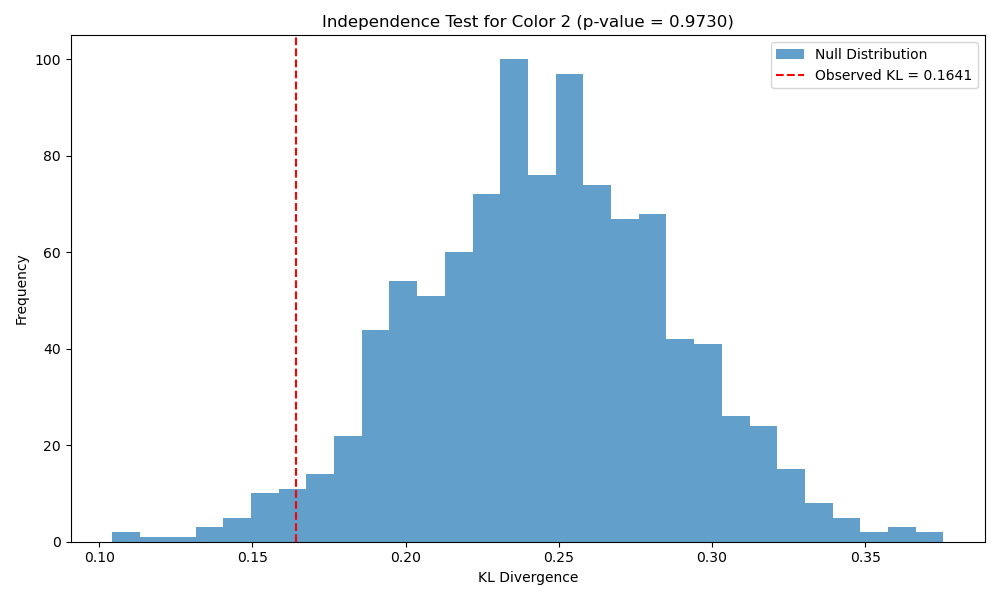 Independence Test for Color 2 (p-value = 0.9730)
Null Distribution
Observed KL = 0.1641
100
80
60
40
20
0
Frequency
0.10 0.15 0.20 0.25 0.30 0.35
KL Divergence